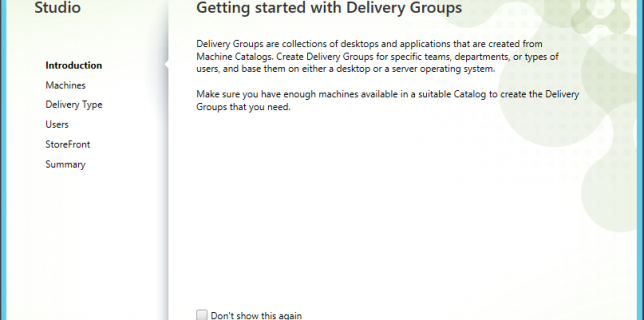 Studio
Getting started with Delivery Groups
Introduction
Machines
Delivery Type
Users
StoreFront
Summary
Delivery Groups are collections of desktops and applications that are created from
Machine Catalogs. Create Delivery Groups for specific teams, departments, or types of
users, and base them on either a desktop or a server operating system.
Make sure you have enough machines available in a suitable Catalog to create the Delivery
Groups that you need.
Don't show this again